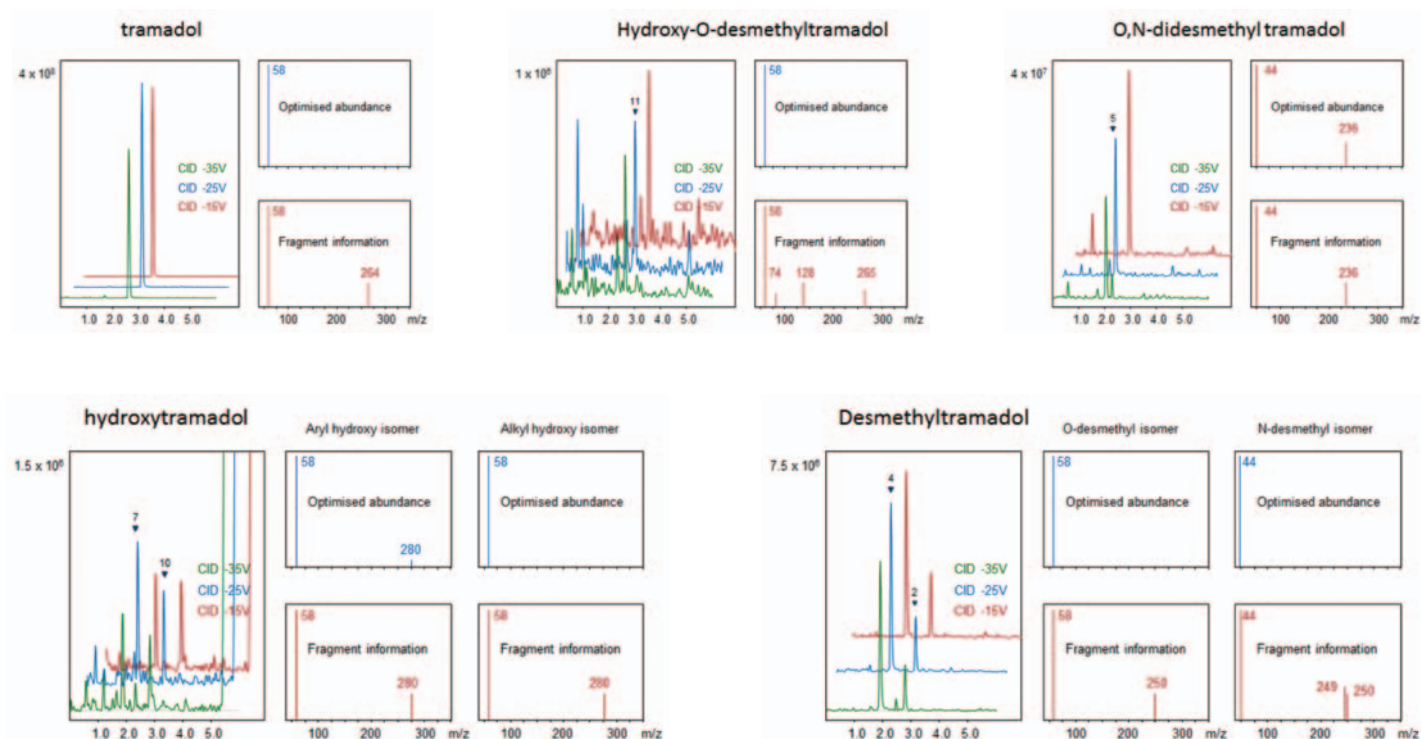 tramadol
4 x 10⁸
CID -35V
CID -25V
CID -15V
1.0 2.0 3.0 4.0 5.0
58
Optimised abundance
58
Fragment information
264
100 200 300 m/z
Hydroxy-O-desmethyltramadol
1 x 10⁶
11
CID -35V
CID -25V
CID -15V
1.0 2.0 3.0 4.0 5.0
58
Optimised abundance
58
Fragment information
74 128 265
100 200 300 m/z
O,N-didesmethyl tramadol
4 x 10⁷
5
CID -35V
CID -25V
CID -15V
1.0 2.0 3.0 4.0 5.0
44
Optimised abundance
236
44
Fragment information
236
100 200 300 m/z
hydroxytramadol
1.5 x 10⁶
7
10
CID -35V
CID -25V
CID -15V
1.0 2.0 3.0 4.0 5.0
Aryl hydroxy isomer
58
Optimised abundance
280
58
Fragment information
280
100 200 300
Alkyl hydroxy isomer
58
Optimised abundance
58
Fragment information
280
100 200 300 m/z
Desmethyltramadol
7.5 x 10⁶
4
2
CID -35V
CID -25V
CID -15V
1.0 2.0 3.0 4.0 5.0
O-desmethyl isomer
58
Optimised abundance
58
Fragment information
250
100 200 300
N-desmethyl isomer
44
Optimised abundance
44
Fragment information
249 250
100 200 300 m/z